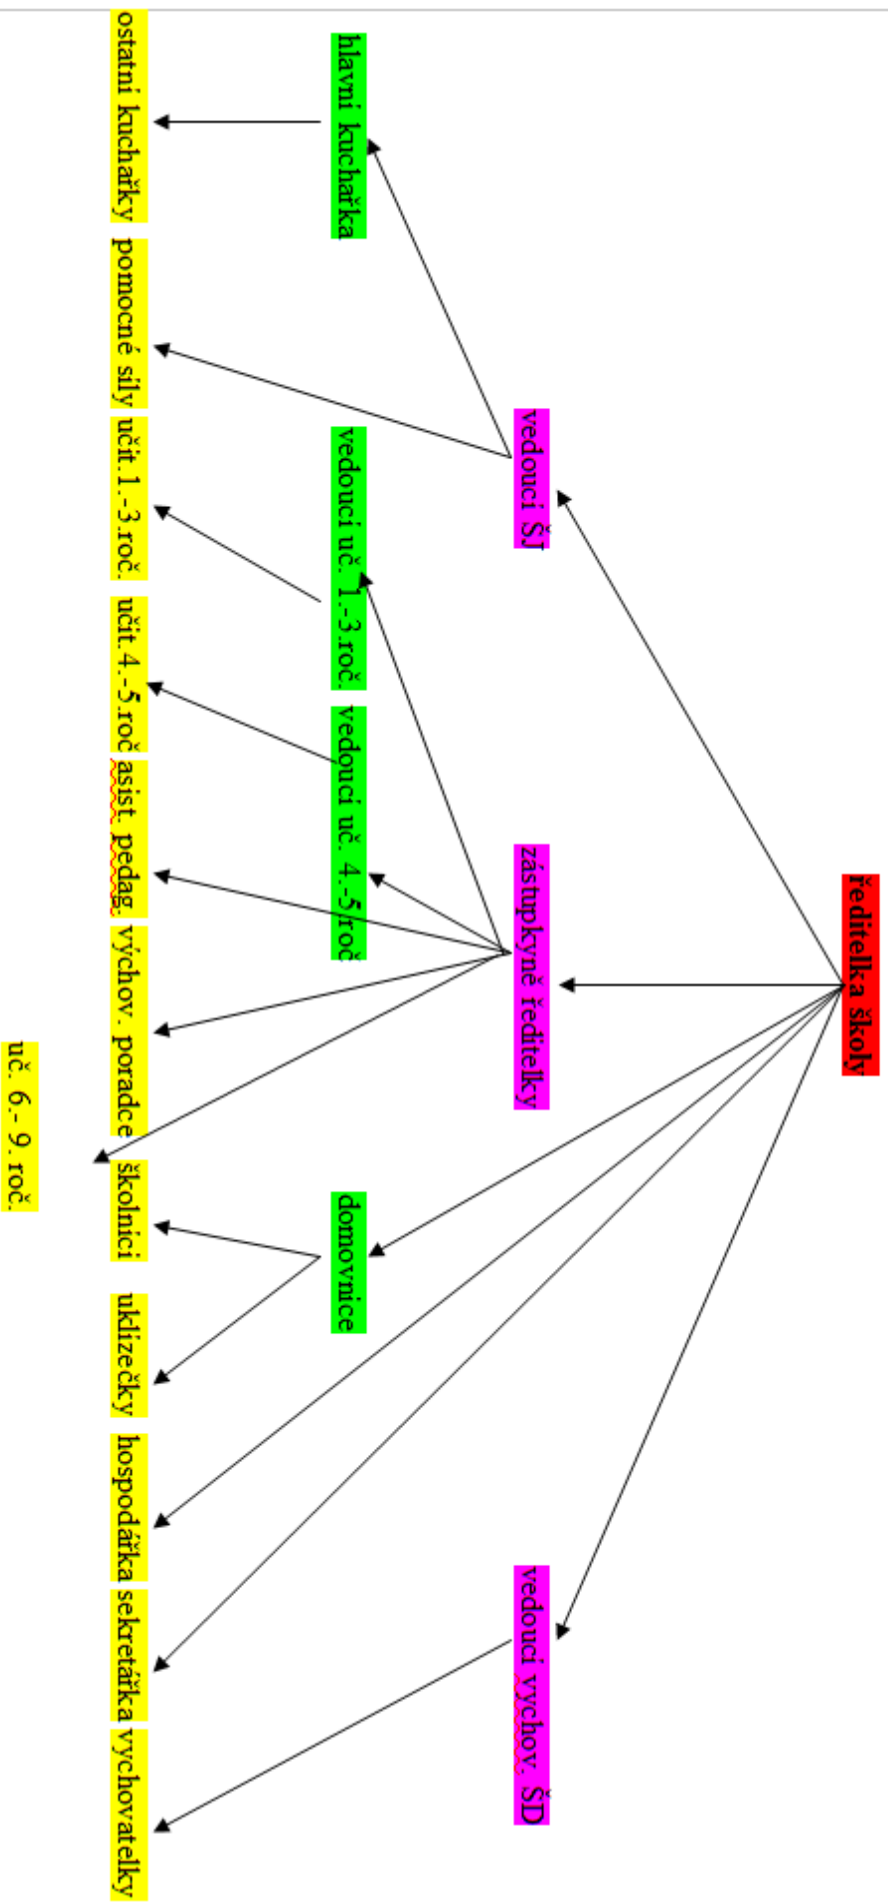 ředitelka školy
vedoucí ŠJ
zástupkyně ředitelky
vedoucí vychov. ŠD
hlavní kuchařka
vedoucí uč. 1.-3.roč.
vedoucí uč. 4.-5.roč
domovnice
ostatní kuchařky
pomocné síly
učit.1.-3.roč.
učit.4.-5.roč
asist. pedag.
výchov. poradce
školníci
uklízečky
hospodářka
sekretářka
vychovatelky
uč. 6.- 9. roč.